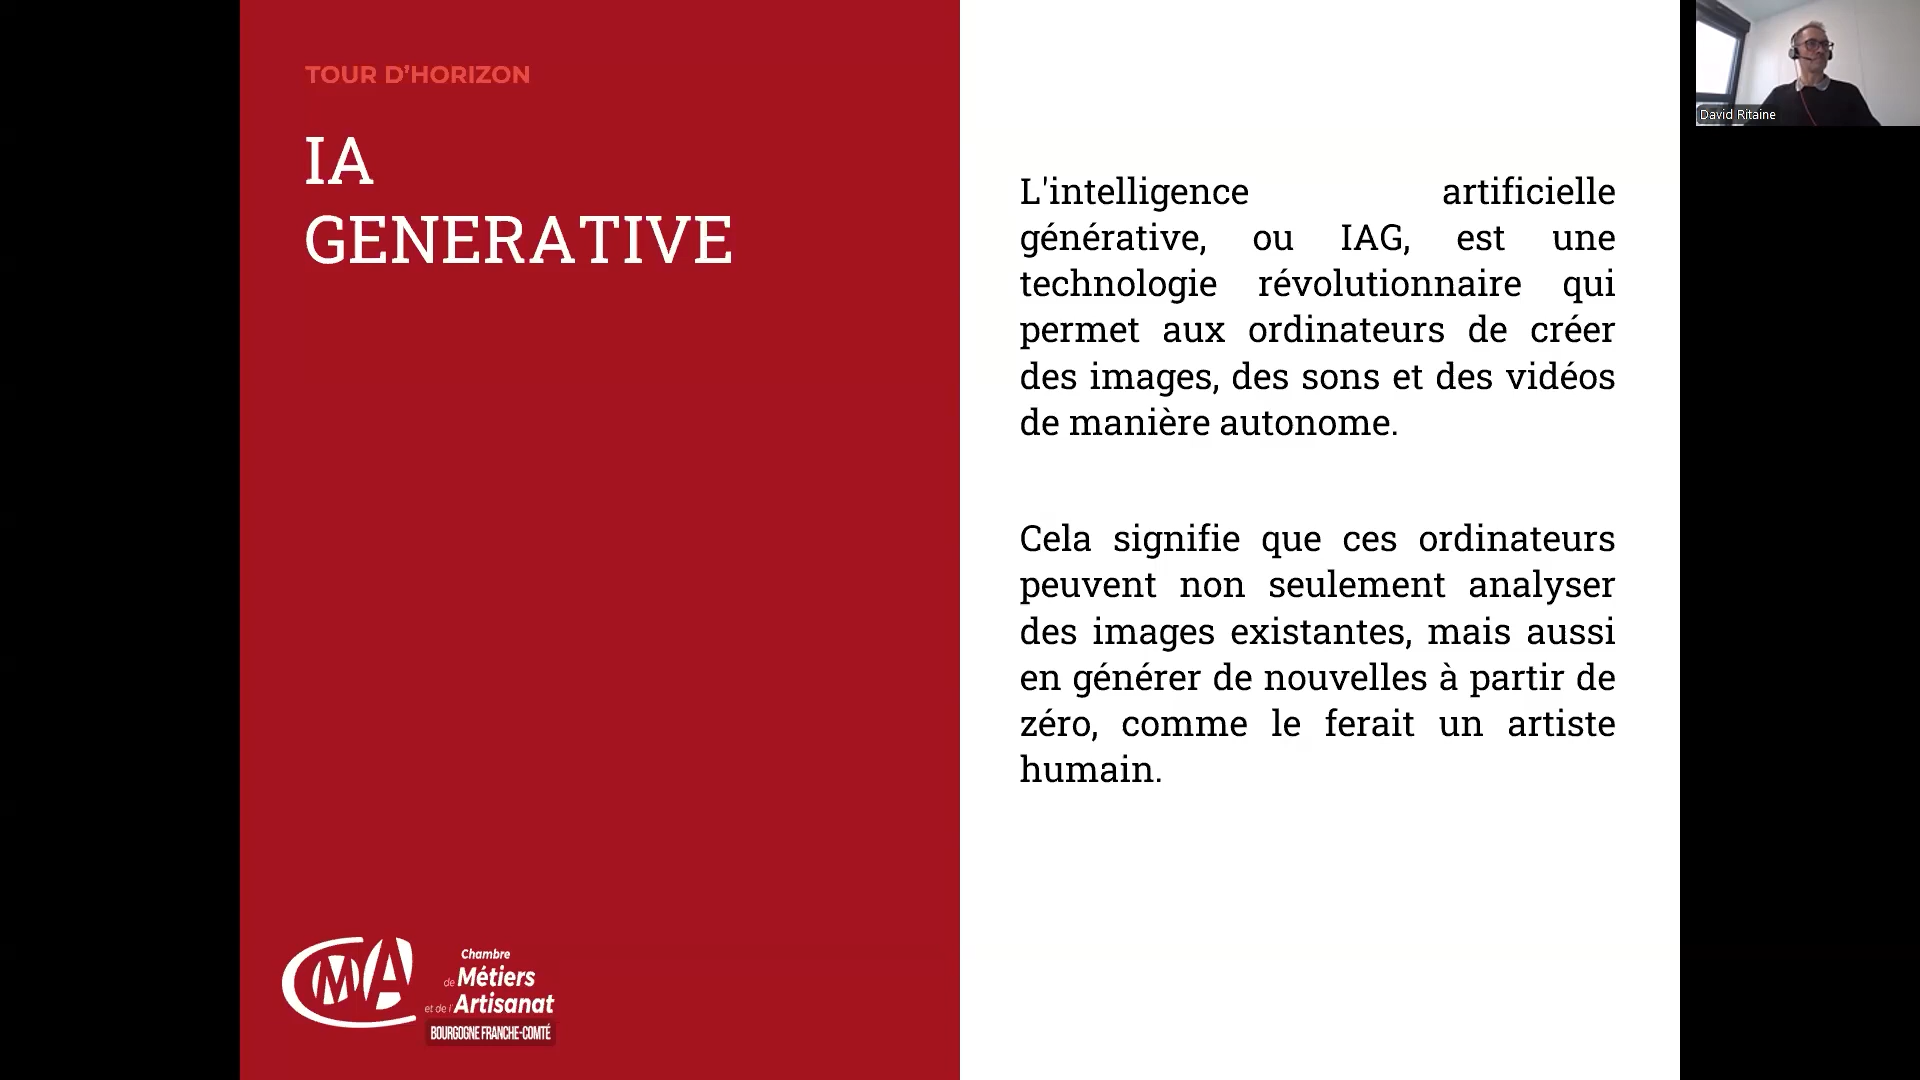 TOUR D'HORIZON
IA
GENERATIVE
L'intelligence artificielle
générative, ou IAG, est une
technologie révolutionnaire qui
permet aux ordinateurs de créer
des images, des sons et des vidéos
de manière autonome.
Cela signifie que ces ordinateurs
peuvent non seulement analyser
des images existantes, mais aussi
en générer de nouvelles à partir de
zéro, comme le ferait un artiste
humain.
CMA
Chambre
de Métiers
et de l'Artisanat
BOURGOGNE FRANCHE-COMTÉ
David Ritaine